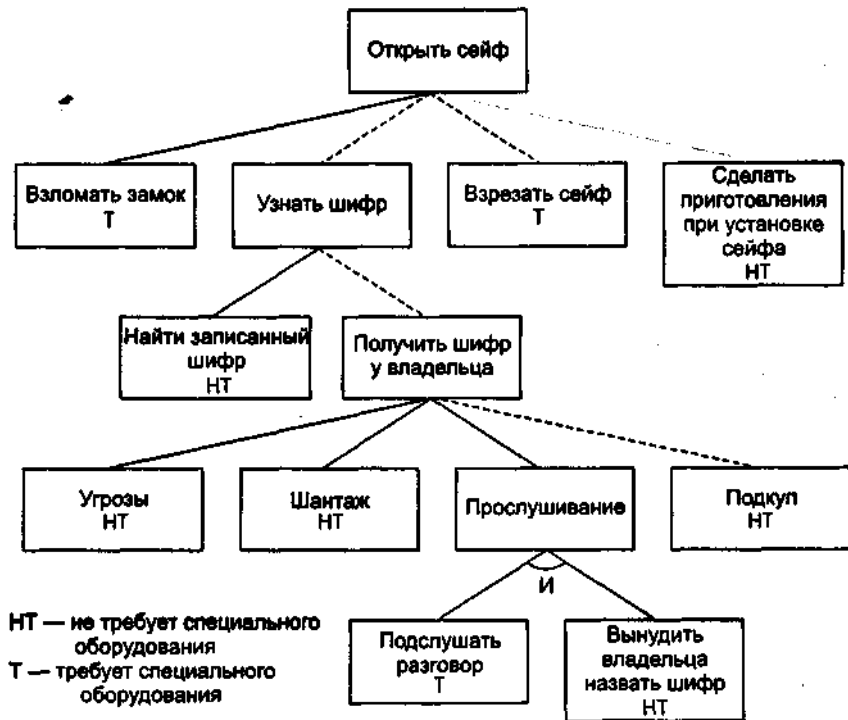 Открыть сейф
Взломать замок
Т
Узнать шифр
Взрезать сейф
Т
Сделать
приготовления
при установке
сейфа
НТ
Найти записанный
шифр
НТ
Получить шифр
у владельца
Угрозы
НТ
Шантаж
НТ
Прослушивание
Подкуп
НТ
И
Подслушать
разговор
Т
Вынудить
владельца
назвать шифр
НТ
НТ — не требует специального
оборудования
Т — требует специального
оборудования